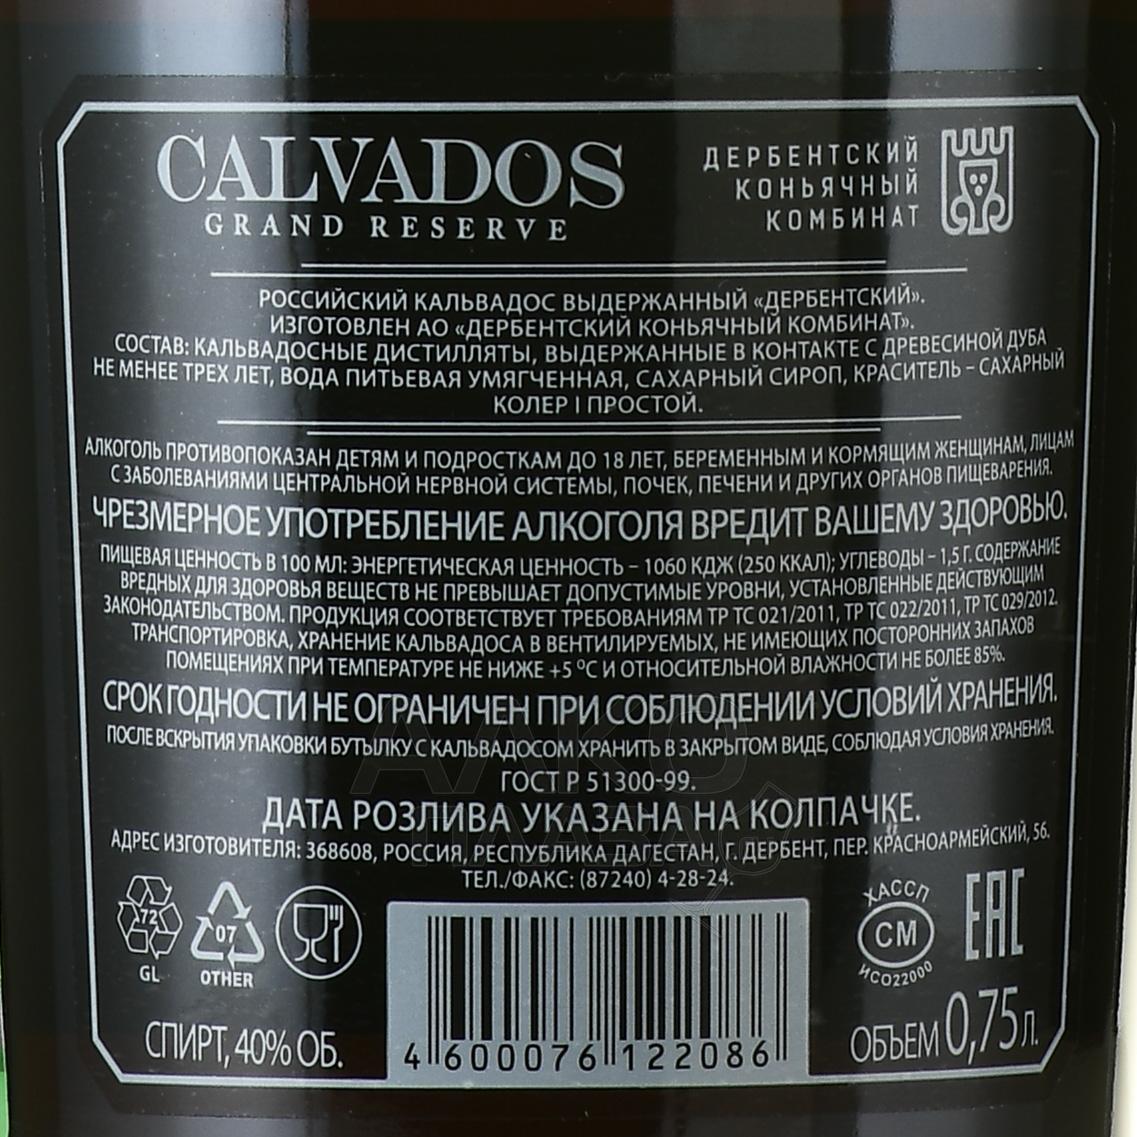 CALVADOS
GRAND RESERVE
ДЕРБЕНТСКИЙ
КОНЬЯЧНЫЙ
КОМБИНАТ
РОССИЙСКИЙ КАЛЬВАДОС ВЫДЕРЖАННЫЙ «ДЕРБЕНТСКИЙ».
ИЗГОТОВЛЕН АО «ДЕРБЕНТСКИЙ КОНЬЯЧНЫЙ КОМБИНАТ».
СОСТАВ: КАЛЬВАДОСНЫЕ ДИСТИЛЛЯТЫ, ВЫДЕРЖАННЫЕ В КОНТАКТЕ С ДРЕВЕСИНОЙ ДУБА
НЕ МЕНЕЕ ТРЕХ ЛЕТ, ВОДА ПИТЬЕВАЯ УМЯГЧЕННАЯ, САХАРНЫЙ СИРОП, КРАСИТЕЛЬ – САХАРНЫЙ
КОЛЕР I ПРОСТОЙ.
АЛКОГОЛЬ ПРОТИВОПОКАЗАН ДЕТЯМ И ПОДРОСТКАМ ДО 18 ЛЕТ, БЕРЕМЕННЫМ И КОРМЯЩИМ ЖЕНЩИНАМ, ЛИЦАМ
С ЗАБОЛЕВАНИЯМИ ЦЕНТРАЛЬНОЙ НЕРВНОЙ СИСТЕМЫ, ПОЧЕК, ПЕЧЕНИ И ДРУГИХ ОРГАНОВ ПИЩЕВАРЕНИЯ.
ЧРЕЗМЕРНОЕ УПОТРЕБЛЕНИЕ АЛКОГОЛЯ ВРЕДИТ ВАШЕМУ ЗДОРОВЬЮ.
ПИЩЕВАЯ ЦЕННОСТЬ В 100 МЛ: ЭНЕРГЕТИЧЕСКАЯ ЦЕННОСТЬ – 1060 КДЖ (250 ККАЛ); УГЛЕВОДЫ – 1,5 Г. СОДЕРЖАНИЕ
ВРЕДНЫХ ДЛЯ ЗДОРОВЬЯ ВЕЩЕСТВ НЕ ПРЕВЫШАЕТ ДОПУСТИМЫЕ УРОВНИ, УСТАНОВЛЕННЫЕ ДЕЙСТВУЮЩИМ
ЗАКОНОДАТЕЛЬСТВОМ. ПРОДУКЦИЯ СООТВЕТСТВУЕТ ТРЕБОВАНИЯМ ТР ТС 021/2011, ТР ТС 022/2011, ТР ТС 029/2012.
ТРАНСПОРТИРОВКА, ХРАНЕНИЕ КАЛЬВАДОСА В ВЕНТИЛИРУЕМЫХ, НЕ ИМЕЮЩИХ ПОСТОРОННИХ ЗАПАХОВ
ПОМЕЩЕНИЯХ ПРИ ТЕМПЕРАТУРЕ НЕ НИЖЕ +5 °С И ОТНОСИТЕЛЬНОЙ ВЛАЖНОСТИ НЕ БОЛЕЕ 85%.
СРОК ГОДНОСТИ НЕ ОГРАНИЧЕН ПРИ СОБЛЮДЕНИИ УСЛОВИЙ ХРАНЕНИЯ.
ПОСЛЕ ВСКРЫТИЯ УПАКОВКИ БУТЫЛКУ С КАЛЬВАДОСОМ ХРАНИТЬ В ЗАКРЫТОМ ВИДЕ, СОБЛЮДАЯ УСЛОВИЯ ХРАНЕНИЯ.
ГОСТ Р 51300-99.
ДАТА РОЗЛИВА УКАЗАНА НА КОЛПАЧКЕ.
АДРЕС ИЗГОТОВИТЕЛЯ: 368608, РОССИЯ, РЕСПУБЛИКА ДАГЕСТАН, Г. ДЕРБЕНТ, ПЕР. КРАСНОАРМЕЙСКИЙ, 56.
ТЕЛ./ФАКС: (87240) 4-28-24.
72
GL
07
OTHER
ХАССП
СМ
ИСО22000
EAC
СПИРТ, 40% ОБ.
4 600076 122086
ОБЪЕМ 0,75 Л.